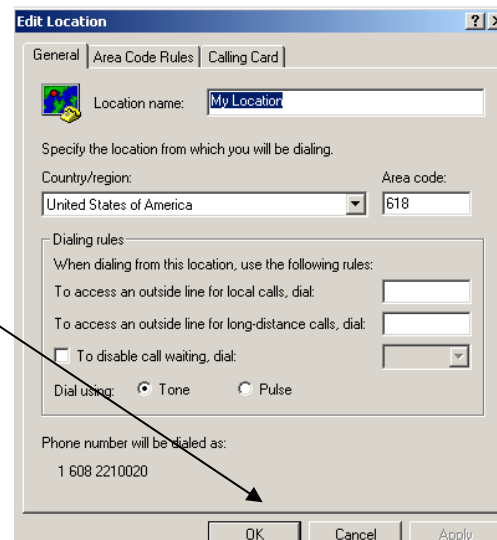 Edit Location
General Area Code Rules Calling Card
Location name: My Location
Specify the location from which you will be dialing.
Country/region: Area code:
United States of America 618
Dialing rules
When dialing from this location, use the following rules:
To access an outside line for local calls, dial:
To access an outside line for long-distance calls, dial:
To disable call waiting, dial:
Dial using: Tone Pulse
Phone number will be dialed as:
1 608 2210020
OK Cancel Apply